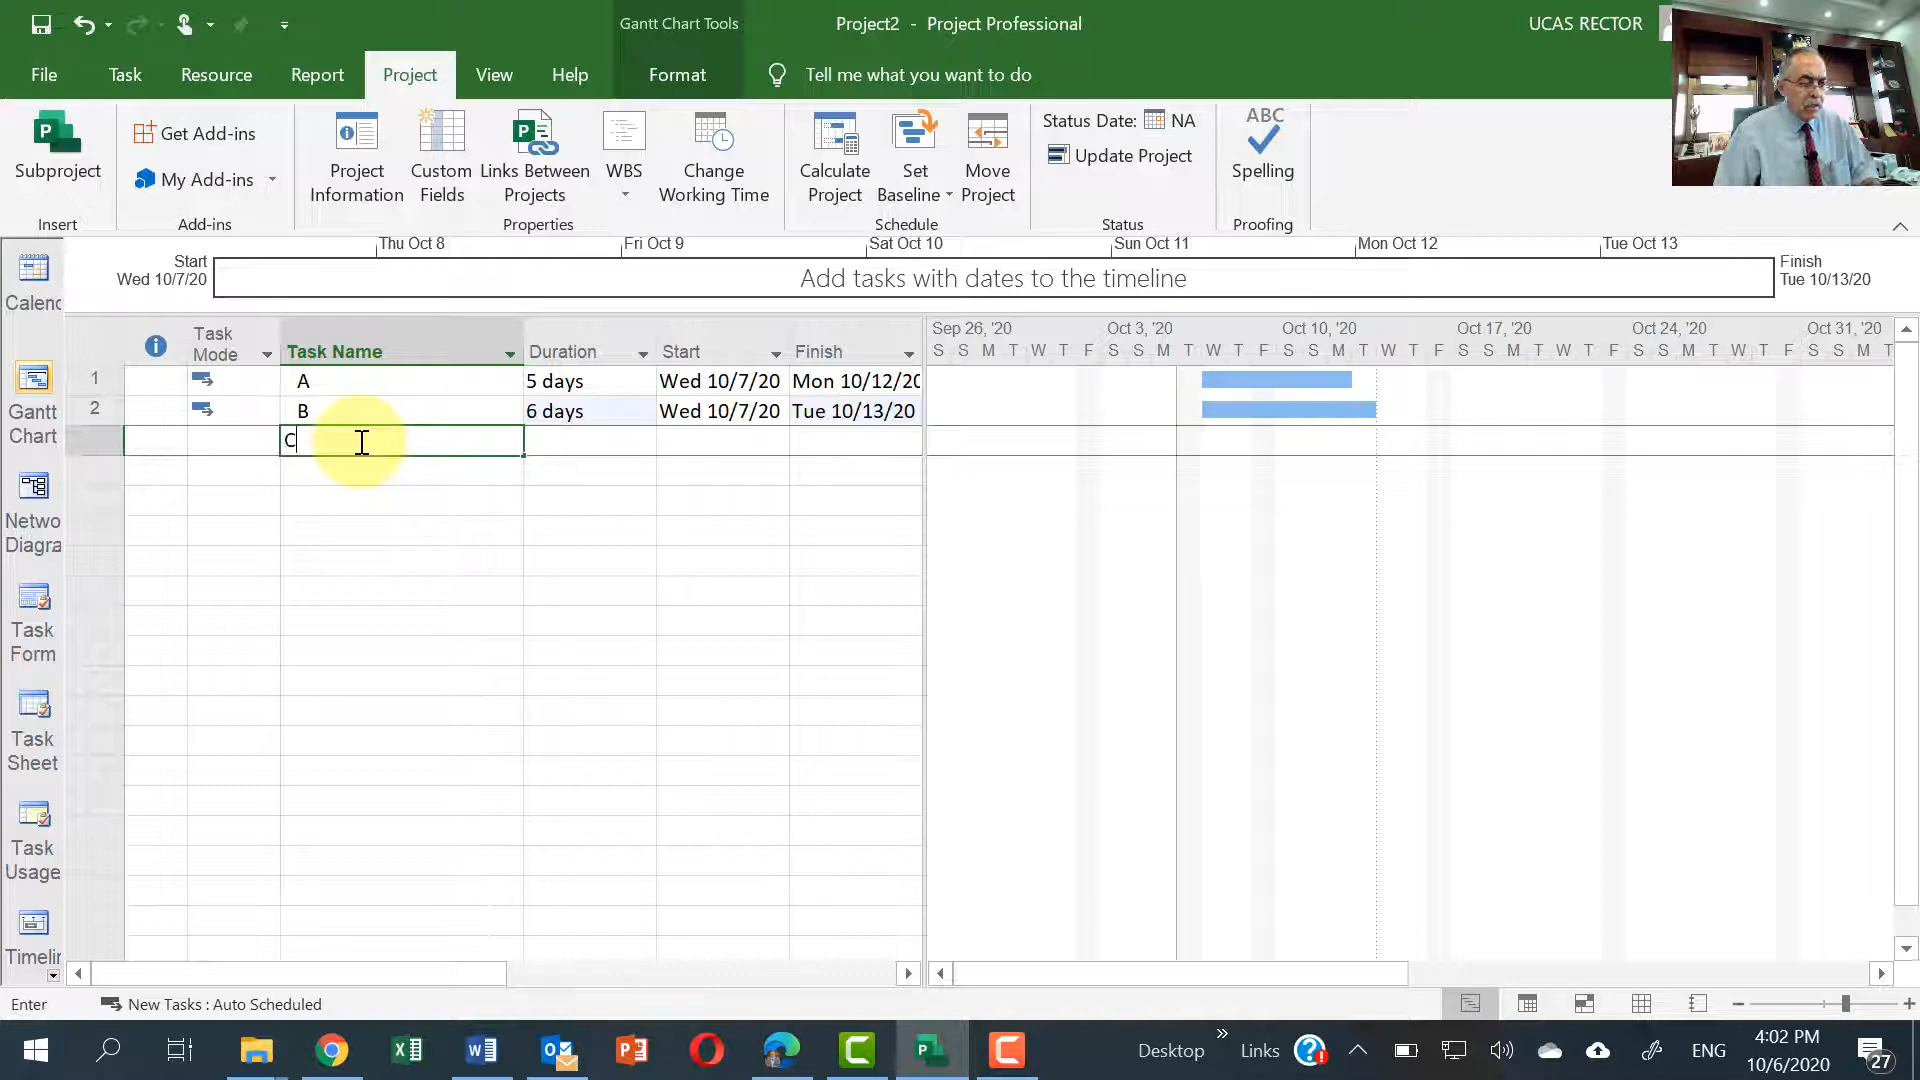 Gantt Chart Tools
Project2 - Project Professional
UCAS RECTOR
File Task Resource Report Project View Help Format Tell me what you want to do
Subproject
Insert
Get Add-ins
My Add-ins
Add-ins
Project Information
Custom Fields
Links Between Projects
WBS
Change Working Time
Properties
Calculate Project
Set Baseline
Move Project
Schedule
Status Date: NA
Update Project
Status
ABC
Spelling
Proofing
Thu Oct 8 Fri Oct 9 Sat Oct 10 Sun Oct 11 Mon Oct 12 Tue Oct 13
Start
Wed 10/7/20
Add tasks with dates to the timeline
Finish
Tue 10/13/20
Calenc
Gantt Chart
Netwo
Diagra
Task Form
Task Sheet
Task Usage
Timelin
Task Mode Task Name Duration Start Finish
1 A 5 days Wed 10/7/20 Mon 10/12/20
2 B 6 days Wed 10/7/20 Tue 10/13/20
C
Sep 26, '20 Oct 3, '20 Oct 10, '20 Oct 17, '20 Oct 24, '20 Oct 31, '20
S S M T W T F S S M T W T F S S M T W T F S S M T W T F S S M T W T F S S M T
Enter New Tasks : Auto Scheduled
Desktop Links ENG
4:02 PM
10/6/2020
27